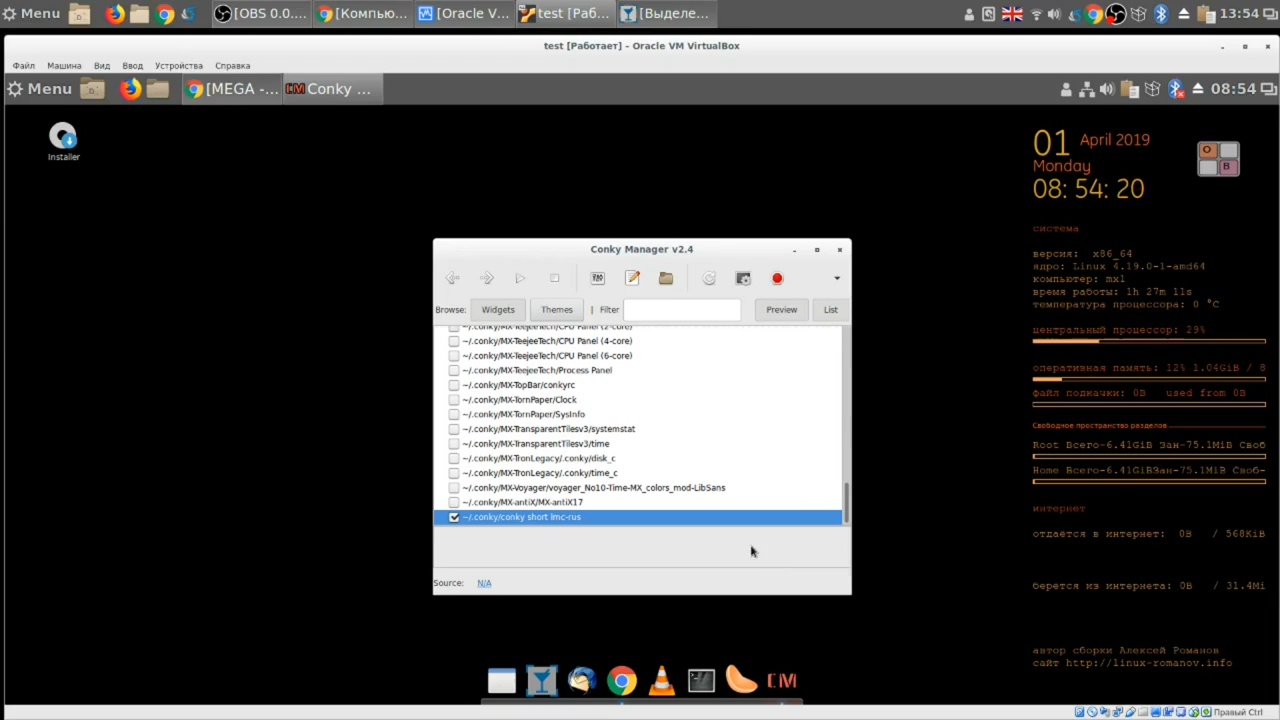 Menu
[OBS 0.0....
[Компью...
[Oracle V...
test [Раб...
[Выделе...
13:54
test [Работает] - Oracle VM VirtualBox
Файл Машина Вид Ввод Устройства Справка
Menu
[MEGA -...
CM Conky ...
08:54
Installer
01 April 2019
Monday
08: 54: 20
O
B
система
версия: x86_64
ядро: Linux 4.19.0-1-amd64
компьютер: mx1
время работы: 1h 27m 11s
температура процессора: 0 °C
центральный процессор: 29%
оперативная память: 12% 1.04GiB / 8
файл подкачки: 0B used from 0B
Свободное пространство разделов
Root Всего-6.41GiB Зан-75.1MiB Своб
Home Всего-6.41GiBЗан-75.1MiB Своб-
интернет
отдаётся в интернет: 0B / 568KiB
берется из интернета: 0B / 31.4Mi
автор сборки Алексей Романов
сайт http://linux-romanov.info
Conky Manager v2.4
Browse: Widgets Themes | Filter Preview List
~/.conky/MX-TeejeeTech/CPU Panel (2-core)
~/.conky/MX-TeejeeTech/CPU Panel (4-core)
~/.conky/MX-TeejeeTech/CPU Panel (6-core)
~/.conky/MX-TeejeeTech/Process Panel
~/.conky/MX-TopBar/conkyrc
~/.conky/MX-TornPaper/Clock
~/.conky/MX-TornPaper/SysInfo
~/.conky/MX-TransparentTilesv3/systemstat
~/.conky/MX-TransparentTilesv3/time
~/.conky/MX-TronLegacy/.conky/disk_c
~/.conky/MX-TronLegacy/.conky/time_c
~/.conky/MX-Voyager/voyager_No10-Time-MX_colors_mod-LibSans
~/.conky/MX-antiX/MX-antiX17
~/.conky/conky short lmc-rus
Source: N/A
CM
Правый Ctrl